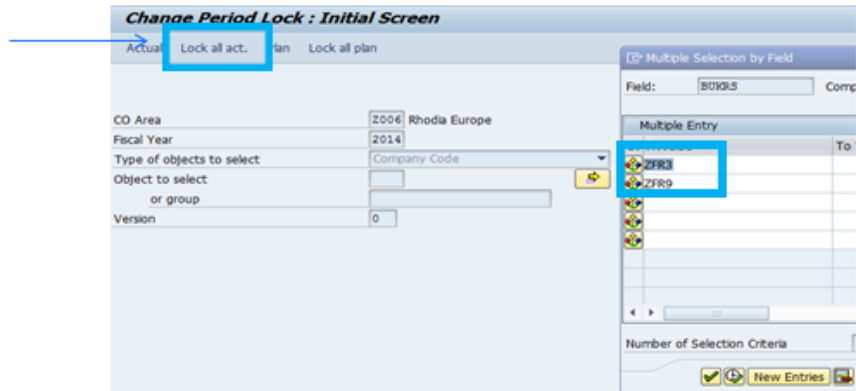 Change Period Lock : Initial Screen
Actual Lock all act. Plan Lock all plan
CO Area Z006 Rhodia Europe
Fiscal Year 2014
Type of objects to select Company Code
Object to select
or group
Version 0
Multiple Selection by Field
Field: BUKRS Comp
Multiple Entry
To
ZFR3
ZFR9
Number of Selection Criteria
New Entries